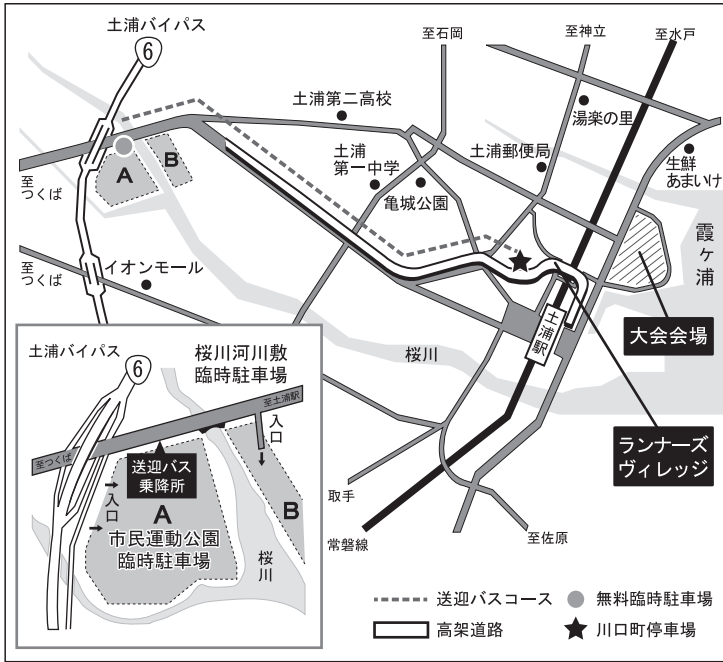 土浦バイパス
6
至石岡
至神立
至水戸
土浦第二高校
湯楽の里
土浦
第一中学
土浦郵便局
生鮮
あまいけ
亀城公園
A
B
至
つくば
至
つくば
イオンモール
霞ヶ浦
大会会場
土浦駅
桜川
ランナーズ
ヴィレッジ
取手
常磐線
至佐原
土浦バイパス
6
桜川河川敷
臨時駐車場
至土浦駅
入口
至つくば
送迎バス
乗降所
入口
A
B
市民運動公園
臨時駐車場
桜川
送迎バスコース
無料臨時駐車場
高架道路
川口町停車場